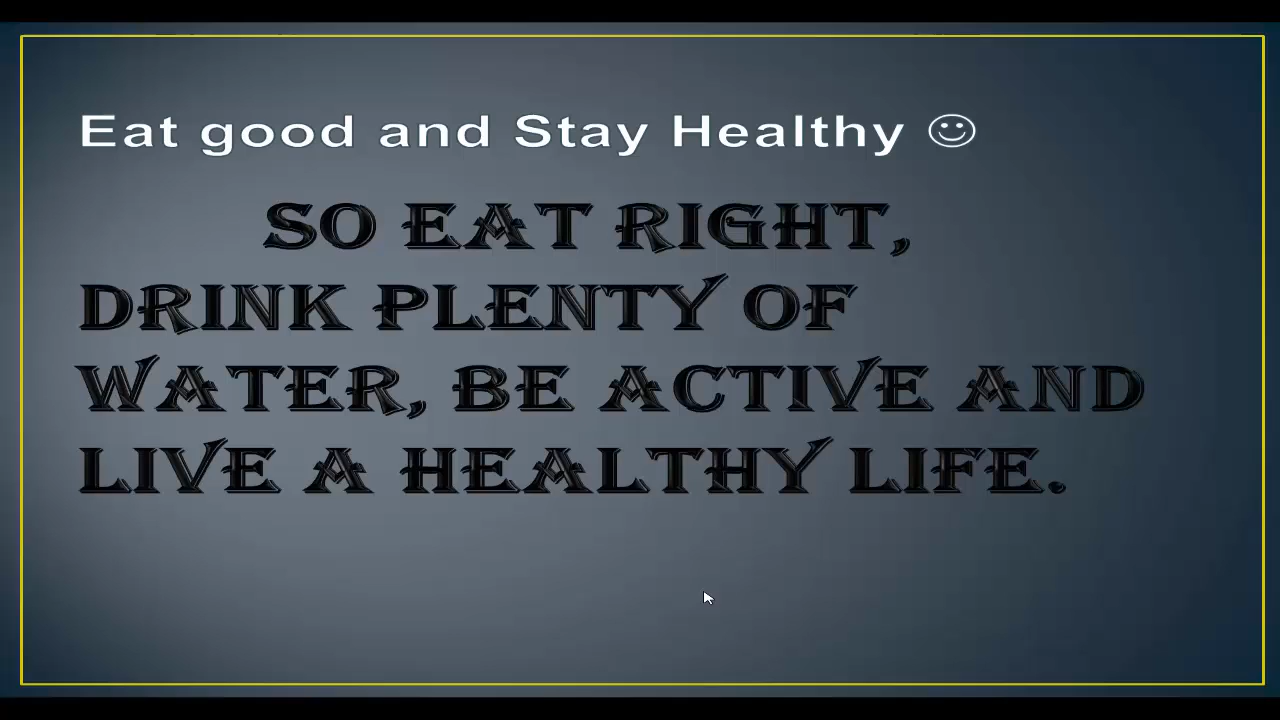 Eat good and Stay Healthy ☺
SO EAT RIGHT,
DRINK PLENTY OF
WATER, BE ACTIVE AND
LIVE A HEALTHY LIFE.